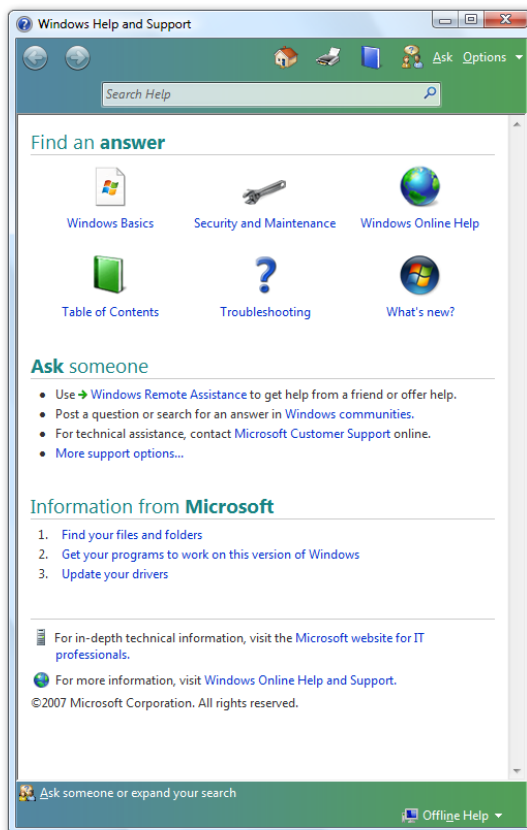 Windows Help and Support
Ask Options
Search Help
Find an answer
Windows Basics
Security and Maintenance
Windows Online Help
Table of Contents
Troubleshooting
What's new?
Ask someone
Use Windows Remote Assistance to get help from a friend or offer help.
Post a question or search for an answer in Windows communities.
For technical assistance, contact Microsoft Customer Support online.
More support options...
Information from Microsoft
1. Find your files and folders
2. Get your programs to work on this version of Windows
3. Update your drivers
For in-depth technical information, visit the Microsoft website for IT
professionals.
For more information, visit Windows Online Help and Support.
©2007 Microsoft Corporation. All rights reserved.
Ask someone or expand your search
Offline Help